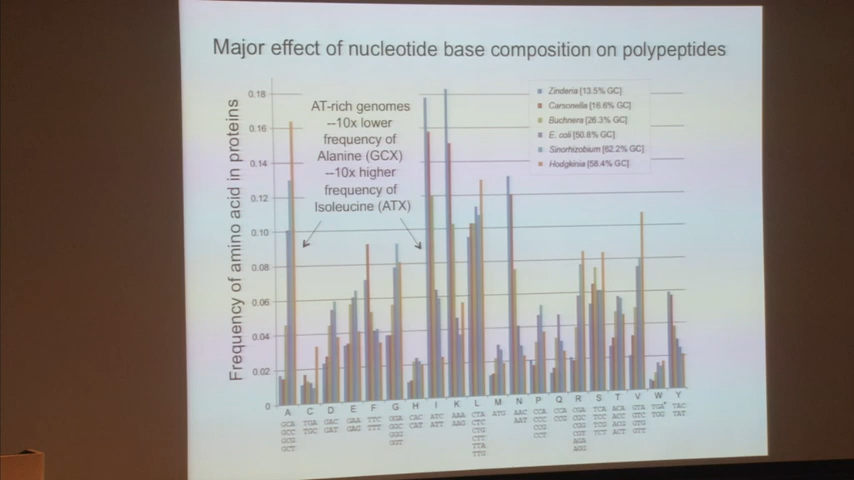 Major effect of nucleotide base composition on polypeptides
Frequency of amino acid in proteins
0.18
0.16
0.14
0.12
0.10
0.08
0.06
0.04
0.02
0
AT-rich genomes
--10x lower
frequency of
Alanine (GCX)
--10x higher
frequency of
Isoleucine (ATX)
Zinderia [13.5% GC]
Carsonella [16.6% GC]
Buchnera [26.3% GC]
E. coli [50.8% GC]
Sinorhizobium [62.2% GC]
Hodgkinia [58.4% GC]
A C D E F G H I K L M N P Q R S T V W Y
GCA TGA GAC GAA TTC GGA CAC ATC AAA CTA ATG AAC CCA CAA CGA TCA ACA GTA TGA* TAC
GCC TGC GAT GAG TTT GGC CAT ATT AAG CTC AAT CCC CGC TCC ACC GTC TGG TAT
GCG GGG CTG CCG CGG TCG ACG GTG
GCT GGT CTT CCT CGT TCT ACT GTT
TTA AGA
TTG AGG